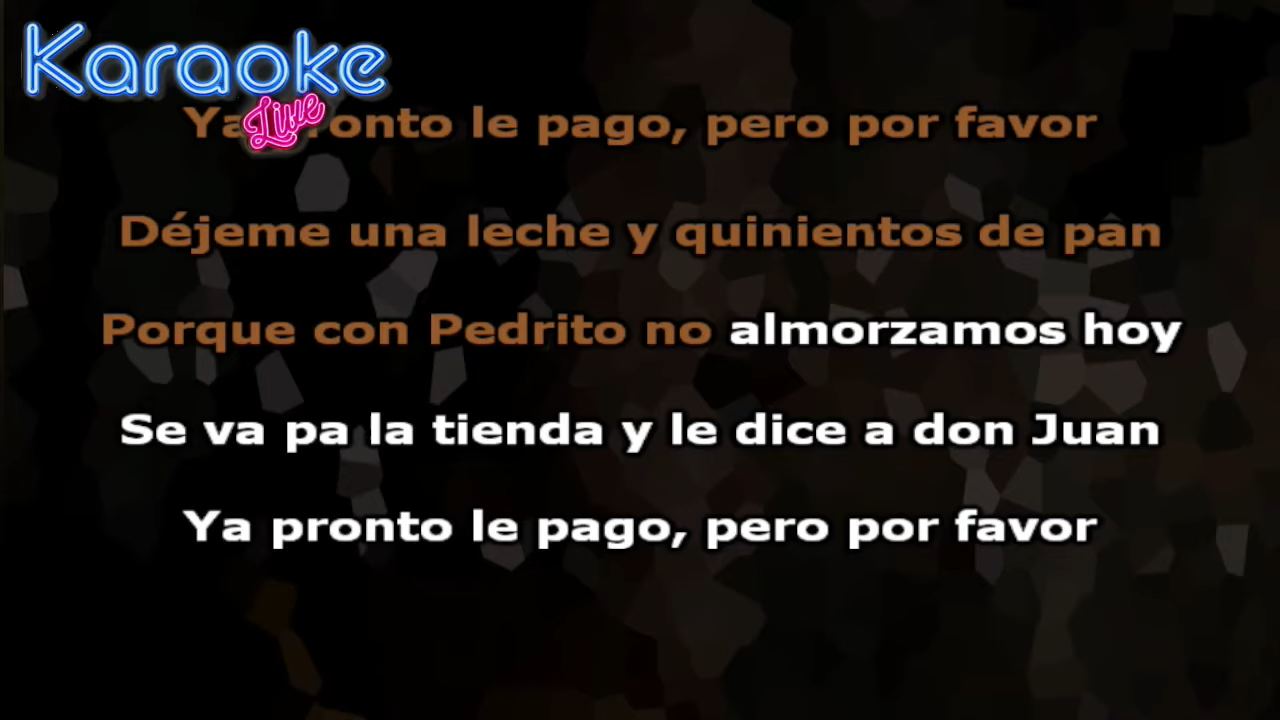 Karaoke
Live
Ya pronto le pago, pero por favor
Déjeme una leche y quinientos de pan
Porque con Pedrito no almorzamos hoy
Se va pa la tienda y le dice a don Juan
Ya pronto le pago, pero por favor